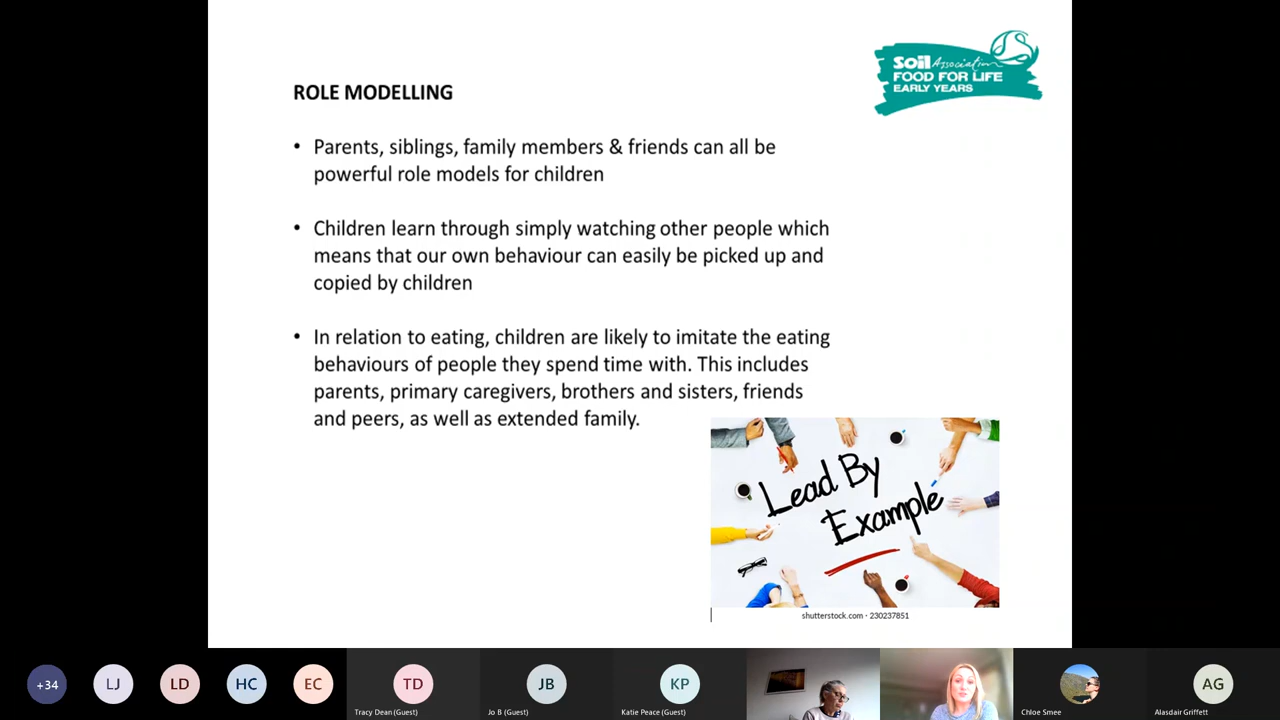 Soil Association
FOOD FOR LIFE
EARLY YEARS
ROLE MODELLING
• Parents, siblings, family members & friends can all be
powerful role models for children
• Children learn through simply watching other people which
means that our own behaviour can easily be picked up and
copied by children
• In relation to eating, children are likely to imitate the eating
behaviours of people they spend time with. This includes
parents, primary caregivers, brothers and sisters, friends
and peers, as well as extended family.
Lead By
Example
shutterstock.com · 230237851
+34
LJ
LD
HC
EC
TD
JB
KP
AG
Tracy Dean (Guest)
Jo B (Guest)
Katie Peace (Guest)
Chloe Smee
Alasdair Griffett